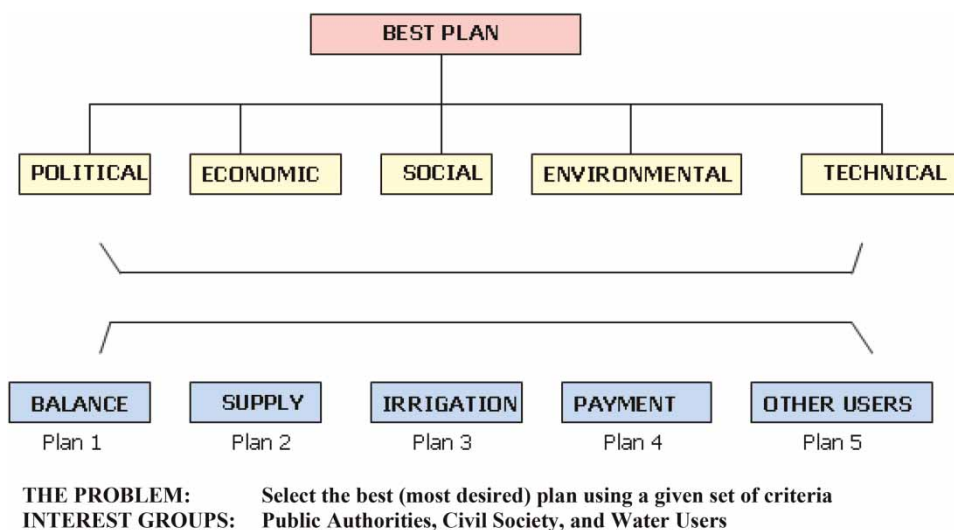 BEST PLAN
POLITICAL ECONOMIC SOCIAL ENVIRONMENTAL TECHNICAL
BALANCE SUPPLY IRRIGATION PAYMENT OTHER USERS
Plan 1 Plan 2 Plan 3 Plan 4 Plan 5
THE PROBLEM: Select the best (most desired) plan using a given set of criteria
INTEREST GROUPS: Public Authorities, Civil Society, and Water Users